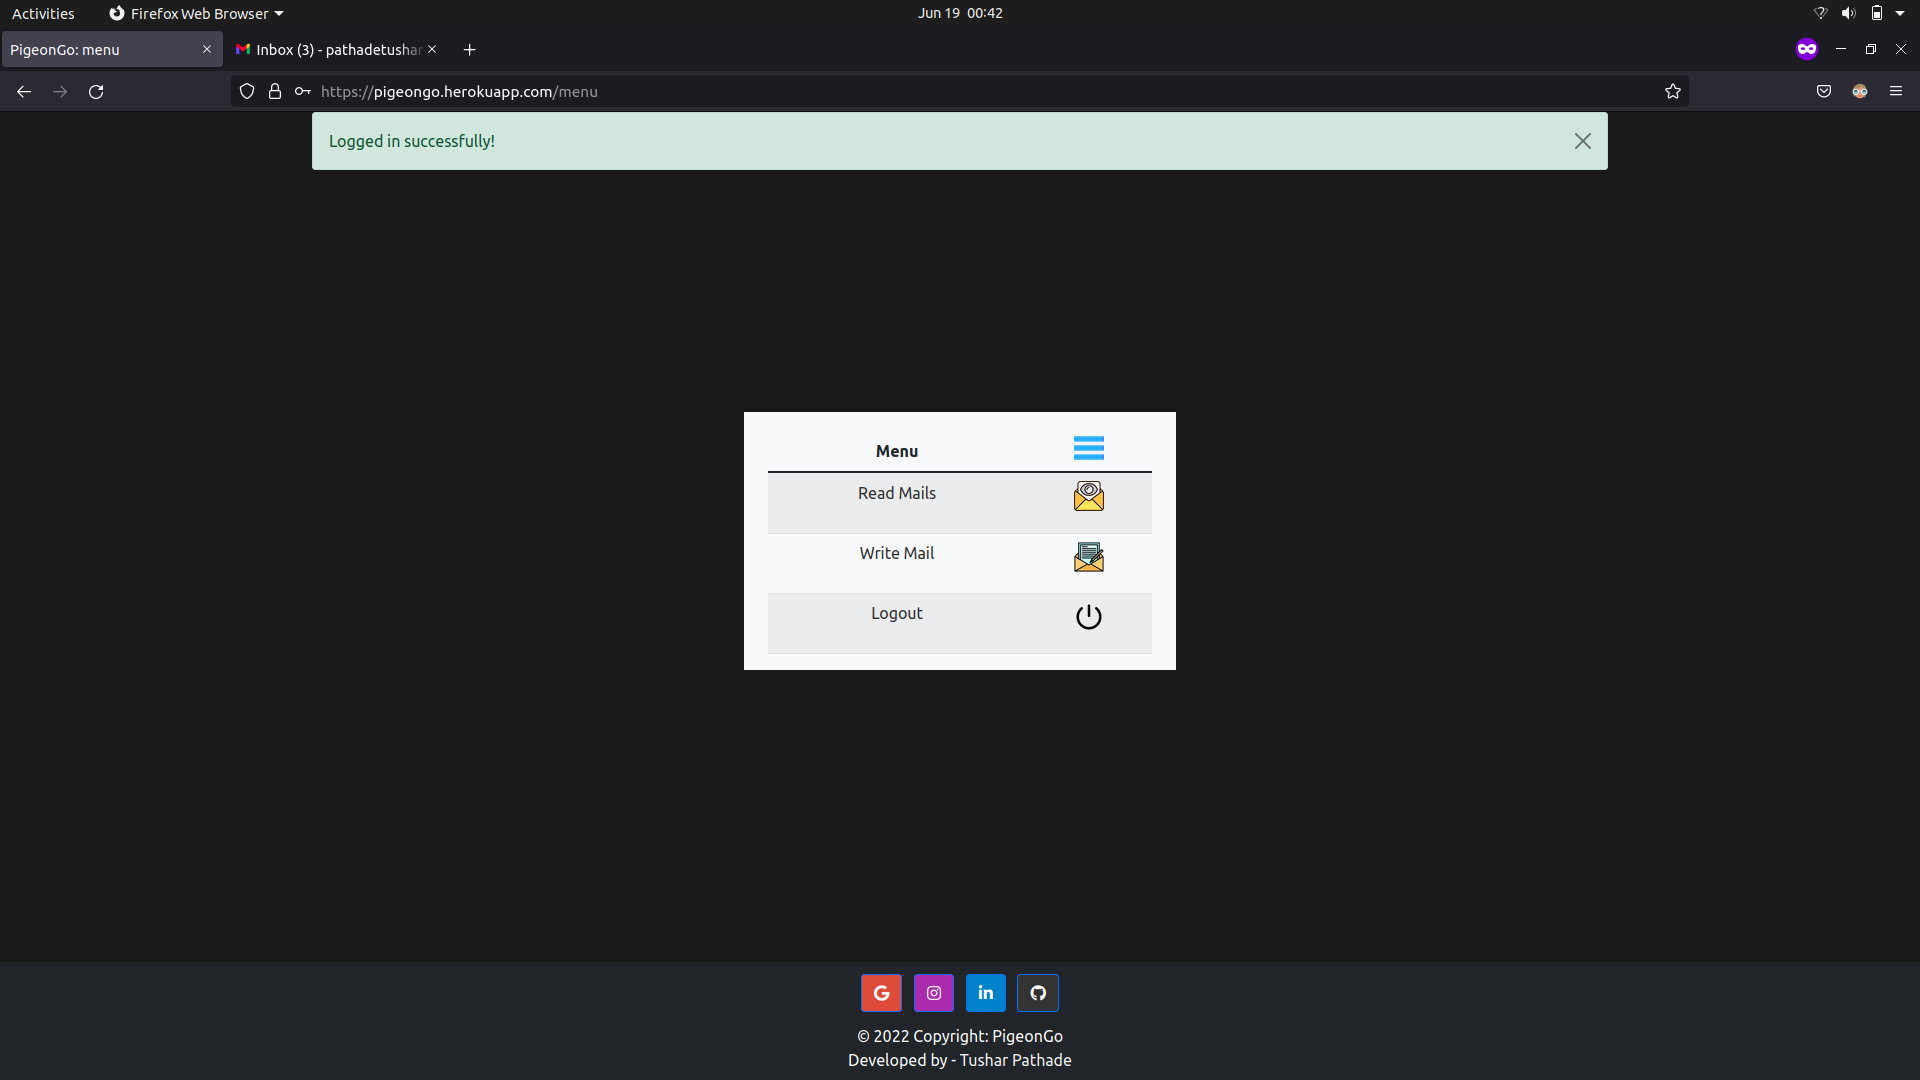 Activities Firefox Web Browser Jun 19 00:42
PigeonGo: menu Inbox (3) - pathadetushar
https://pigeongo.herokuapp.com/menu
Logged in successfully!
Menu
Read Mails
Write Mail
Logout
© 2022 Copyright: PigeonGo
Developed by - Tushar Pathade